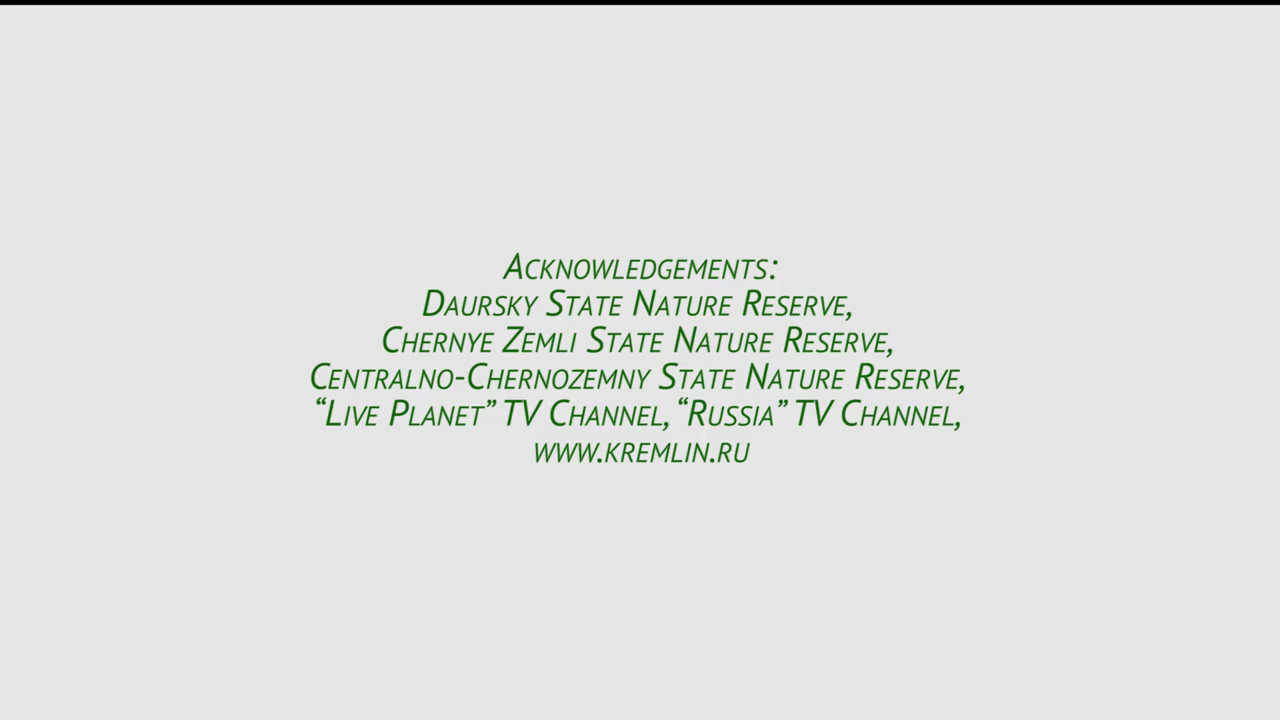 Acknowledgements:
Daursky State Nature Reserve,
Chernye Zemli State Nature Reserve,
Centralno-Chernozemny State Nature Reserve,
“Live Planet” TV Channel, “Russia” TV Channel,
www.kremlin.ru